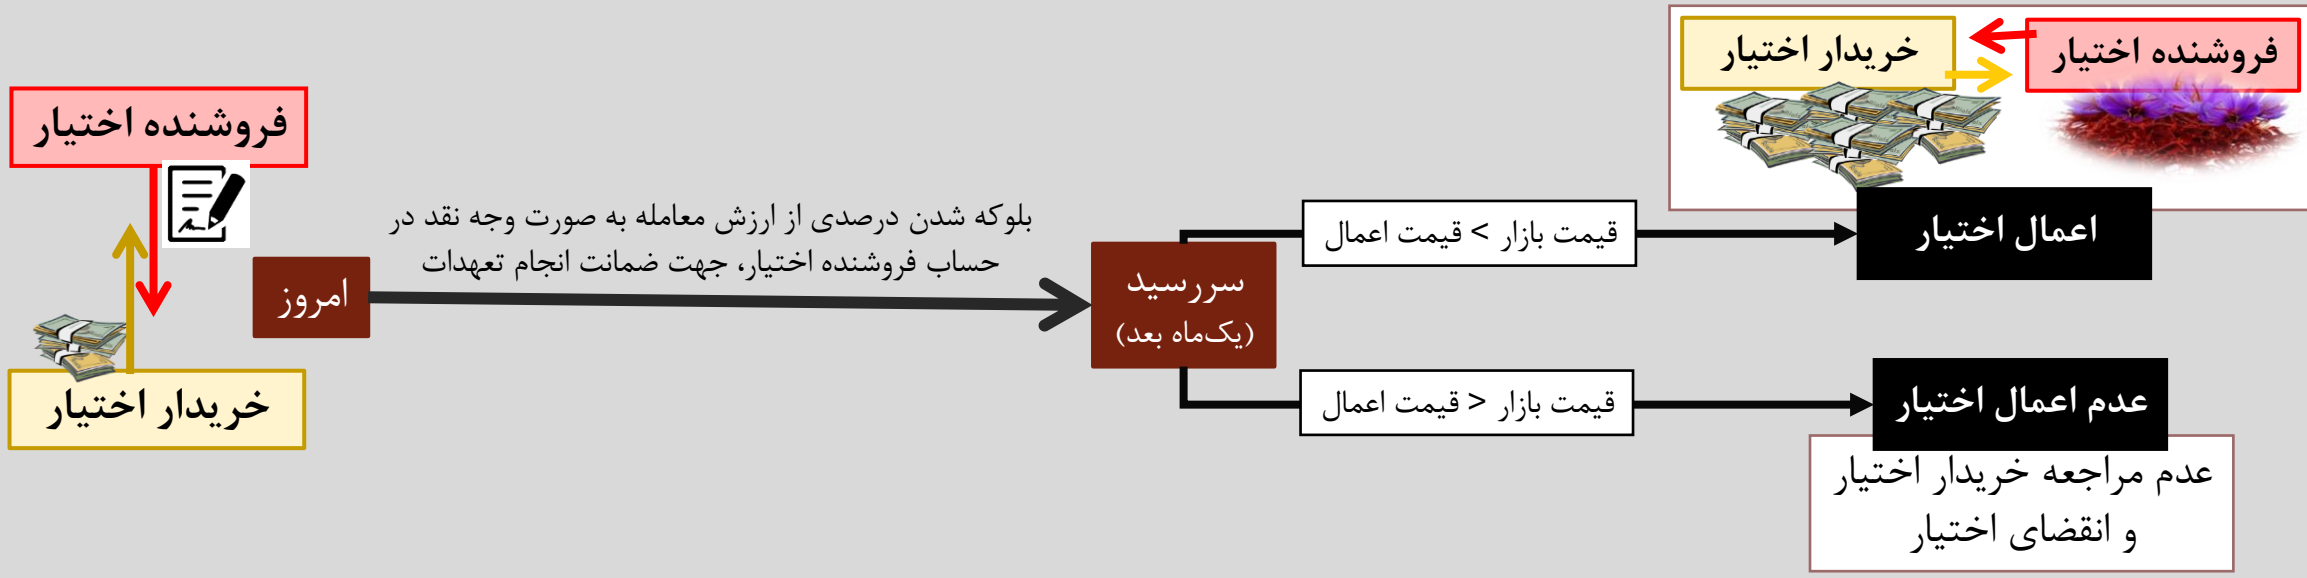 فروشنده اختیار
خریدار اختیار
امروز
بلوکه شدن درصدی از ارزش معامله به صورت وجه نقد در
حساب فروشنده اختیار، جهت ضمانت انجام تعهدات
سررسید
(یک‌ماه بعد)
قیمت بازار > قیمت اعمال
اعمال اختیار
خریدار اختیار
فروشنده اختیار
قیمت بازار < قیمت اعمال
عدم اعمال اختیار
عدم مراجعه خریدار اختیار
و انقضای اختیار